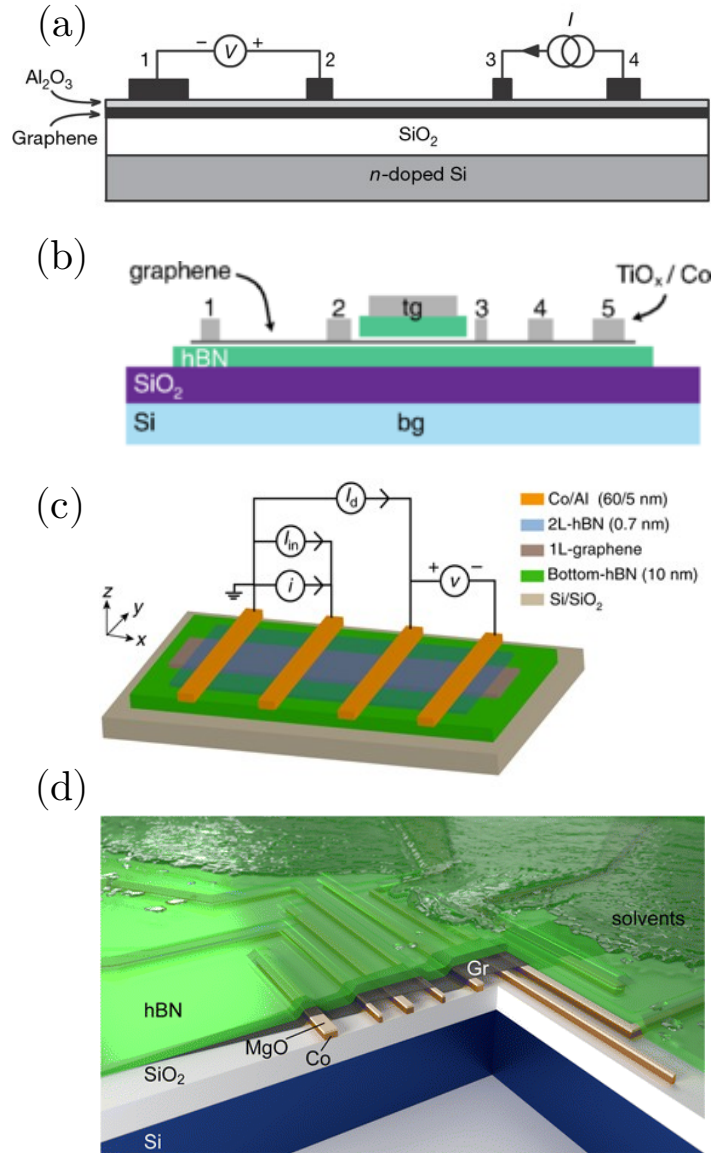 (a)
I
1 − V + 2 3 4
Al₂O₃
Graphene
SiO₂
n-doped Si
(b)
graphene TiOₓ / Co
1 2 tg 3 4 5
hBN
SiO₂
Si bg
(c)
I_d
I_in
i
+ v −
z
y
x
Co/Al (60/5 nm)
2L-hBN (0.7 nm)
1L-graphene
Bottom-hBN (10 nm)
Si/SiO₂
(d)
solvents
Gr
hBN
MgO
Co
SiO₂
Si